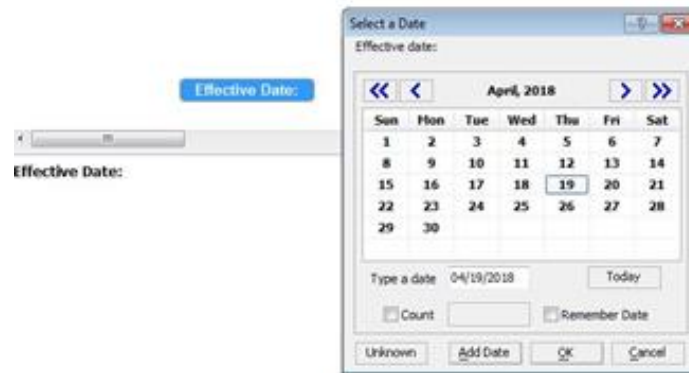 Effective Date:
Effective Date:
Select a Date
Effective date:
April, 2018
Sun Mon Tue Wed Thu Fri Sat
1 2 3 4 5 6 7
8 9 10 11 12 13 14
15 16 17 18 19 20 21
22 23 24 25 26 27 28
29 30
Type a date 04/19/2018 Today
Count Remember Date
Unknown Add Date OK Cancel